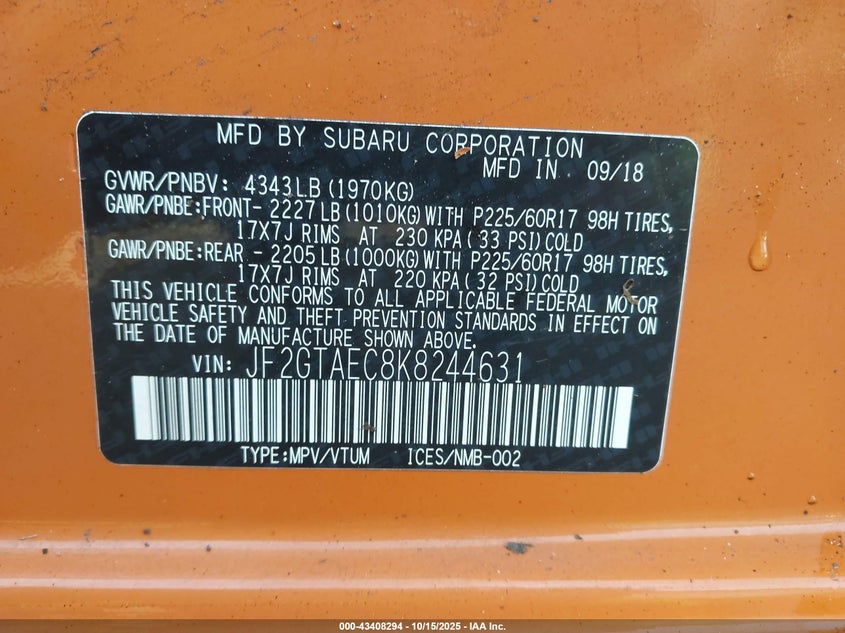 MFD BY SUBARU CORPORATION
MFD IN 09/18
GVWR/PNBV: 4343LB (1970KG)
GAWR/PNBE:FRONT- 2227 LB (1010KG) WITH P225/60R17 98H TIRES,
17X7J RIMS AT 230 KPA ( 33 PSI) COLD
GAWR/PNBE:REAR - 2205 LB (1000KG) WITH P225/60R17 98H TIRES,
17X7J RIMS AT 220 KPA ( 32 PSI) COLD
THIS VEHICLE CONFORMS TO ALL APPLICABLE FEDERAL MOTOR
VEHICLE SAFETY AND THEFT PREVENTION STANDARDS IN EFFECT ON
THE DATE OF MANUFACTURE SHOWN ABOVE.
VIN: JF2GTAEC8K8244631
TYPE:MPV/VTUM ICES/NMB-002
000-43408294 - 10/15/2025 - IAA Inc.